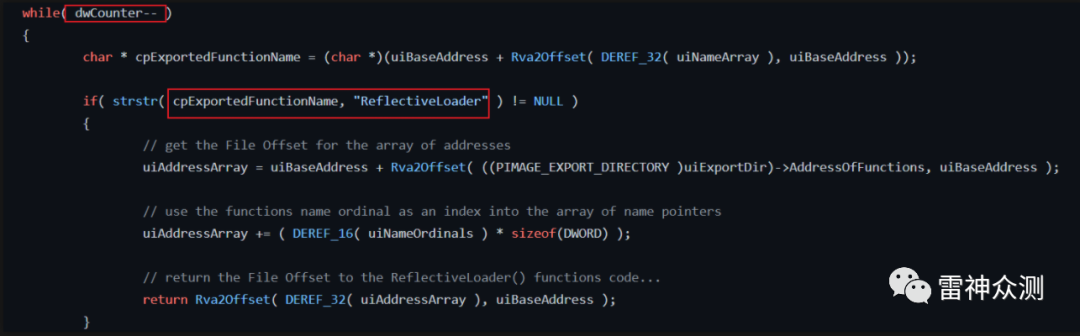 while( dwCounter-- )
{
char * cpExportedFunctionName = (char *)(uiBaseAddress + Rva2Offset( DEREF_32( uiNameArray ), uiBaseAddress ));
if( strstr( cpExportedFunctionName, "ReflectiveLoader" ) != NULL )
{
// get the File Offset for the array of addresses
uiAddressArray = uiBaseAddress + Rva2Offset( ((PIMAGE_EXPORT_DIRECTORY )uiExportDir)->AddressOfFunctions, uiBaseAddress );
// use the functions name ordinal as an index into the array of name pointers
uiAddressArray += ( DEREF_16( uiNameOrdinals ) * sizeof(DWORD) );
// return the File Offset to the ReflectiveLoader() functions code...
return Rva2Offset( DEREF_32( uiAddressArray ), uiBaseAddress );
}
雷神众测